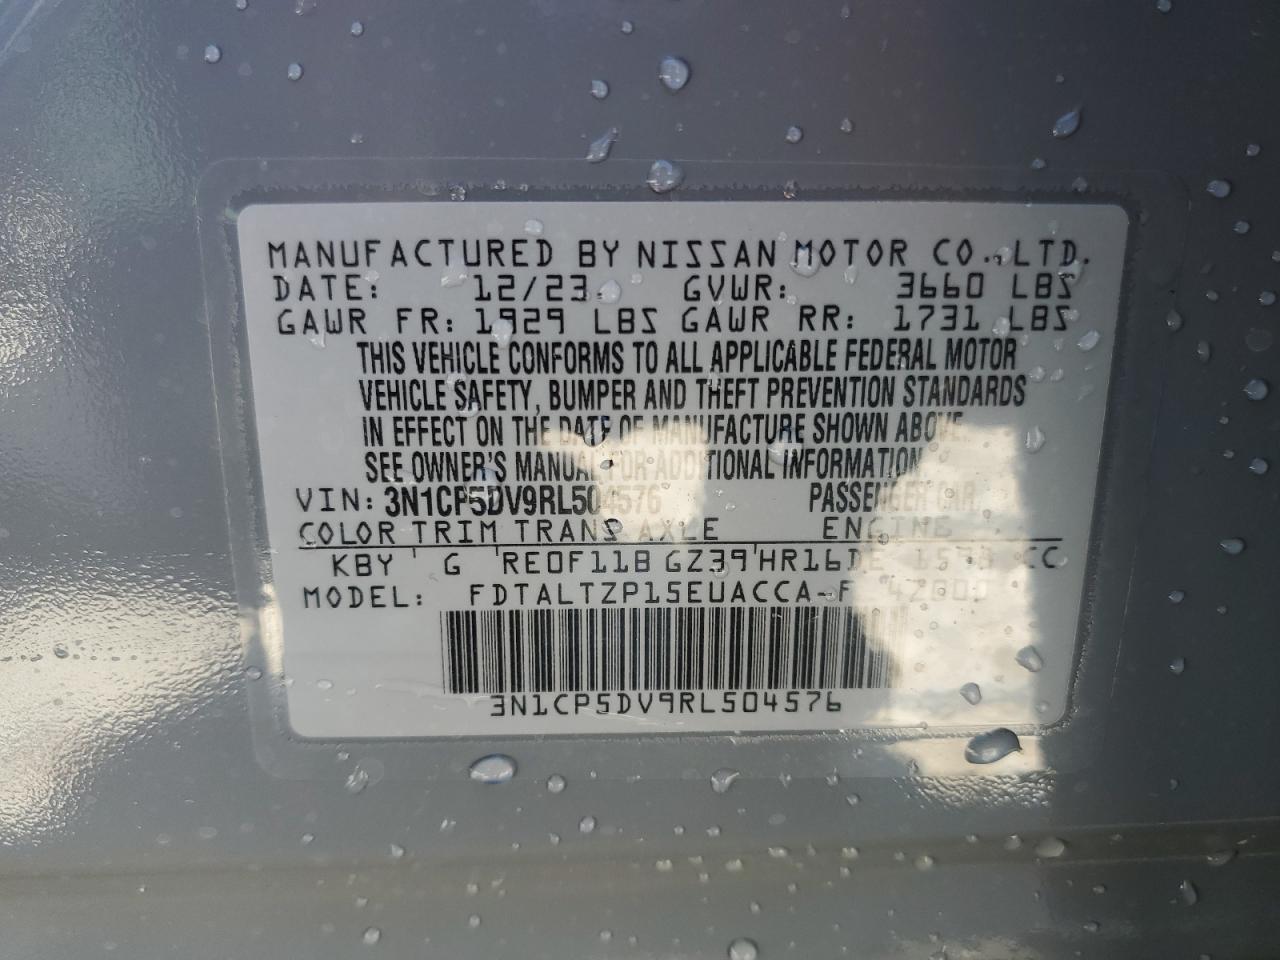 MANUFACTURED BY NISSAN MOTOR CO., LTD.
DATE: 12/23 GVWR: 3660 LBS
GAWR FR: 1929 LBS GAWR RR: 1731 LBS
THIS VEHICLE CONFORMS TO ALL APPLICABLE FEDERAL MOTOR
VEHICLE SAFETY, BUMPER AND THEFT PREVENTION STANDARDS
IN EFFECT ON THE DATE OF MANUFACTURE SHOWN ABOVE.
SEE OWNER'S MANUAL FOR ADDITIONAL INFORMATION
VIN: 3N1CP5DV9RL504576 PASSENGER CAR
COLOR TRIM TRANS AXLE ENGINE
KBY G RE0F11B GZ39 HR16DE CC
MODEL: FDTALTZP15EUACCA-F
3N1CP5DV9RL504576